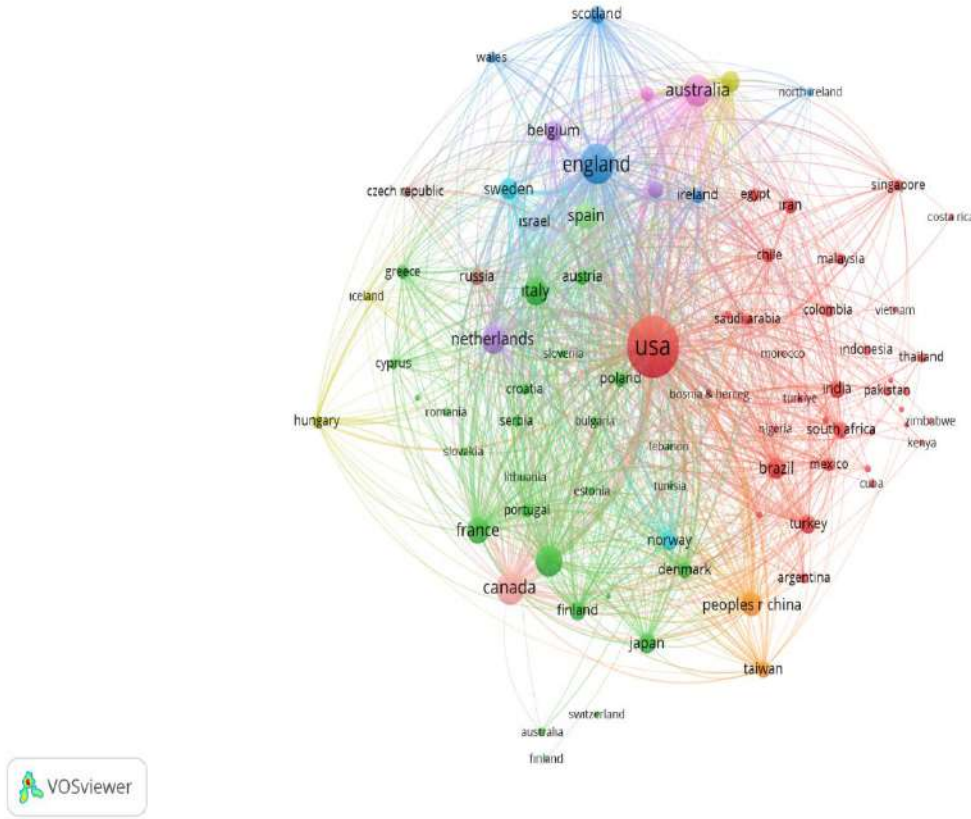 scotland
wales
australia
north ireland
belgium
england
czech republic
sweden
ireland
egypt
singapore
iran
costa rica
israel
spain
greece
russia
austria
chile
malaysia
iceland
italy
saudi arabia
colombia
vietnam
netherlands
usa
slovenia
morocco
indonesia
thailand
cyprus
poland
croatia
bosnia & herceg
turkiye
india
pakistan
romania
hungary
serbia
bulgaria
nigeria
south africa
zimbabwe
slovakia
lebanon
kenya
lithuania
brazil
mexico
estonia
tunisia
cuba
portugal
france
turkey
norway
denmark
canada
argentina
finland
peoples r china
japan
taiwan
switzerland
australia
finland
VOSviewer